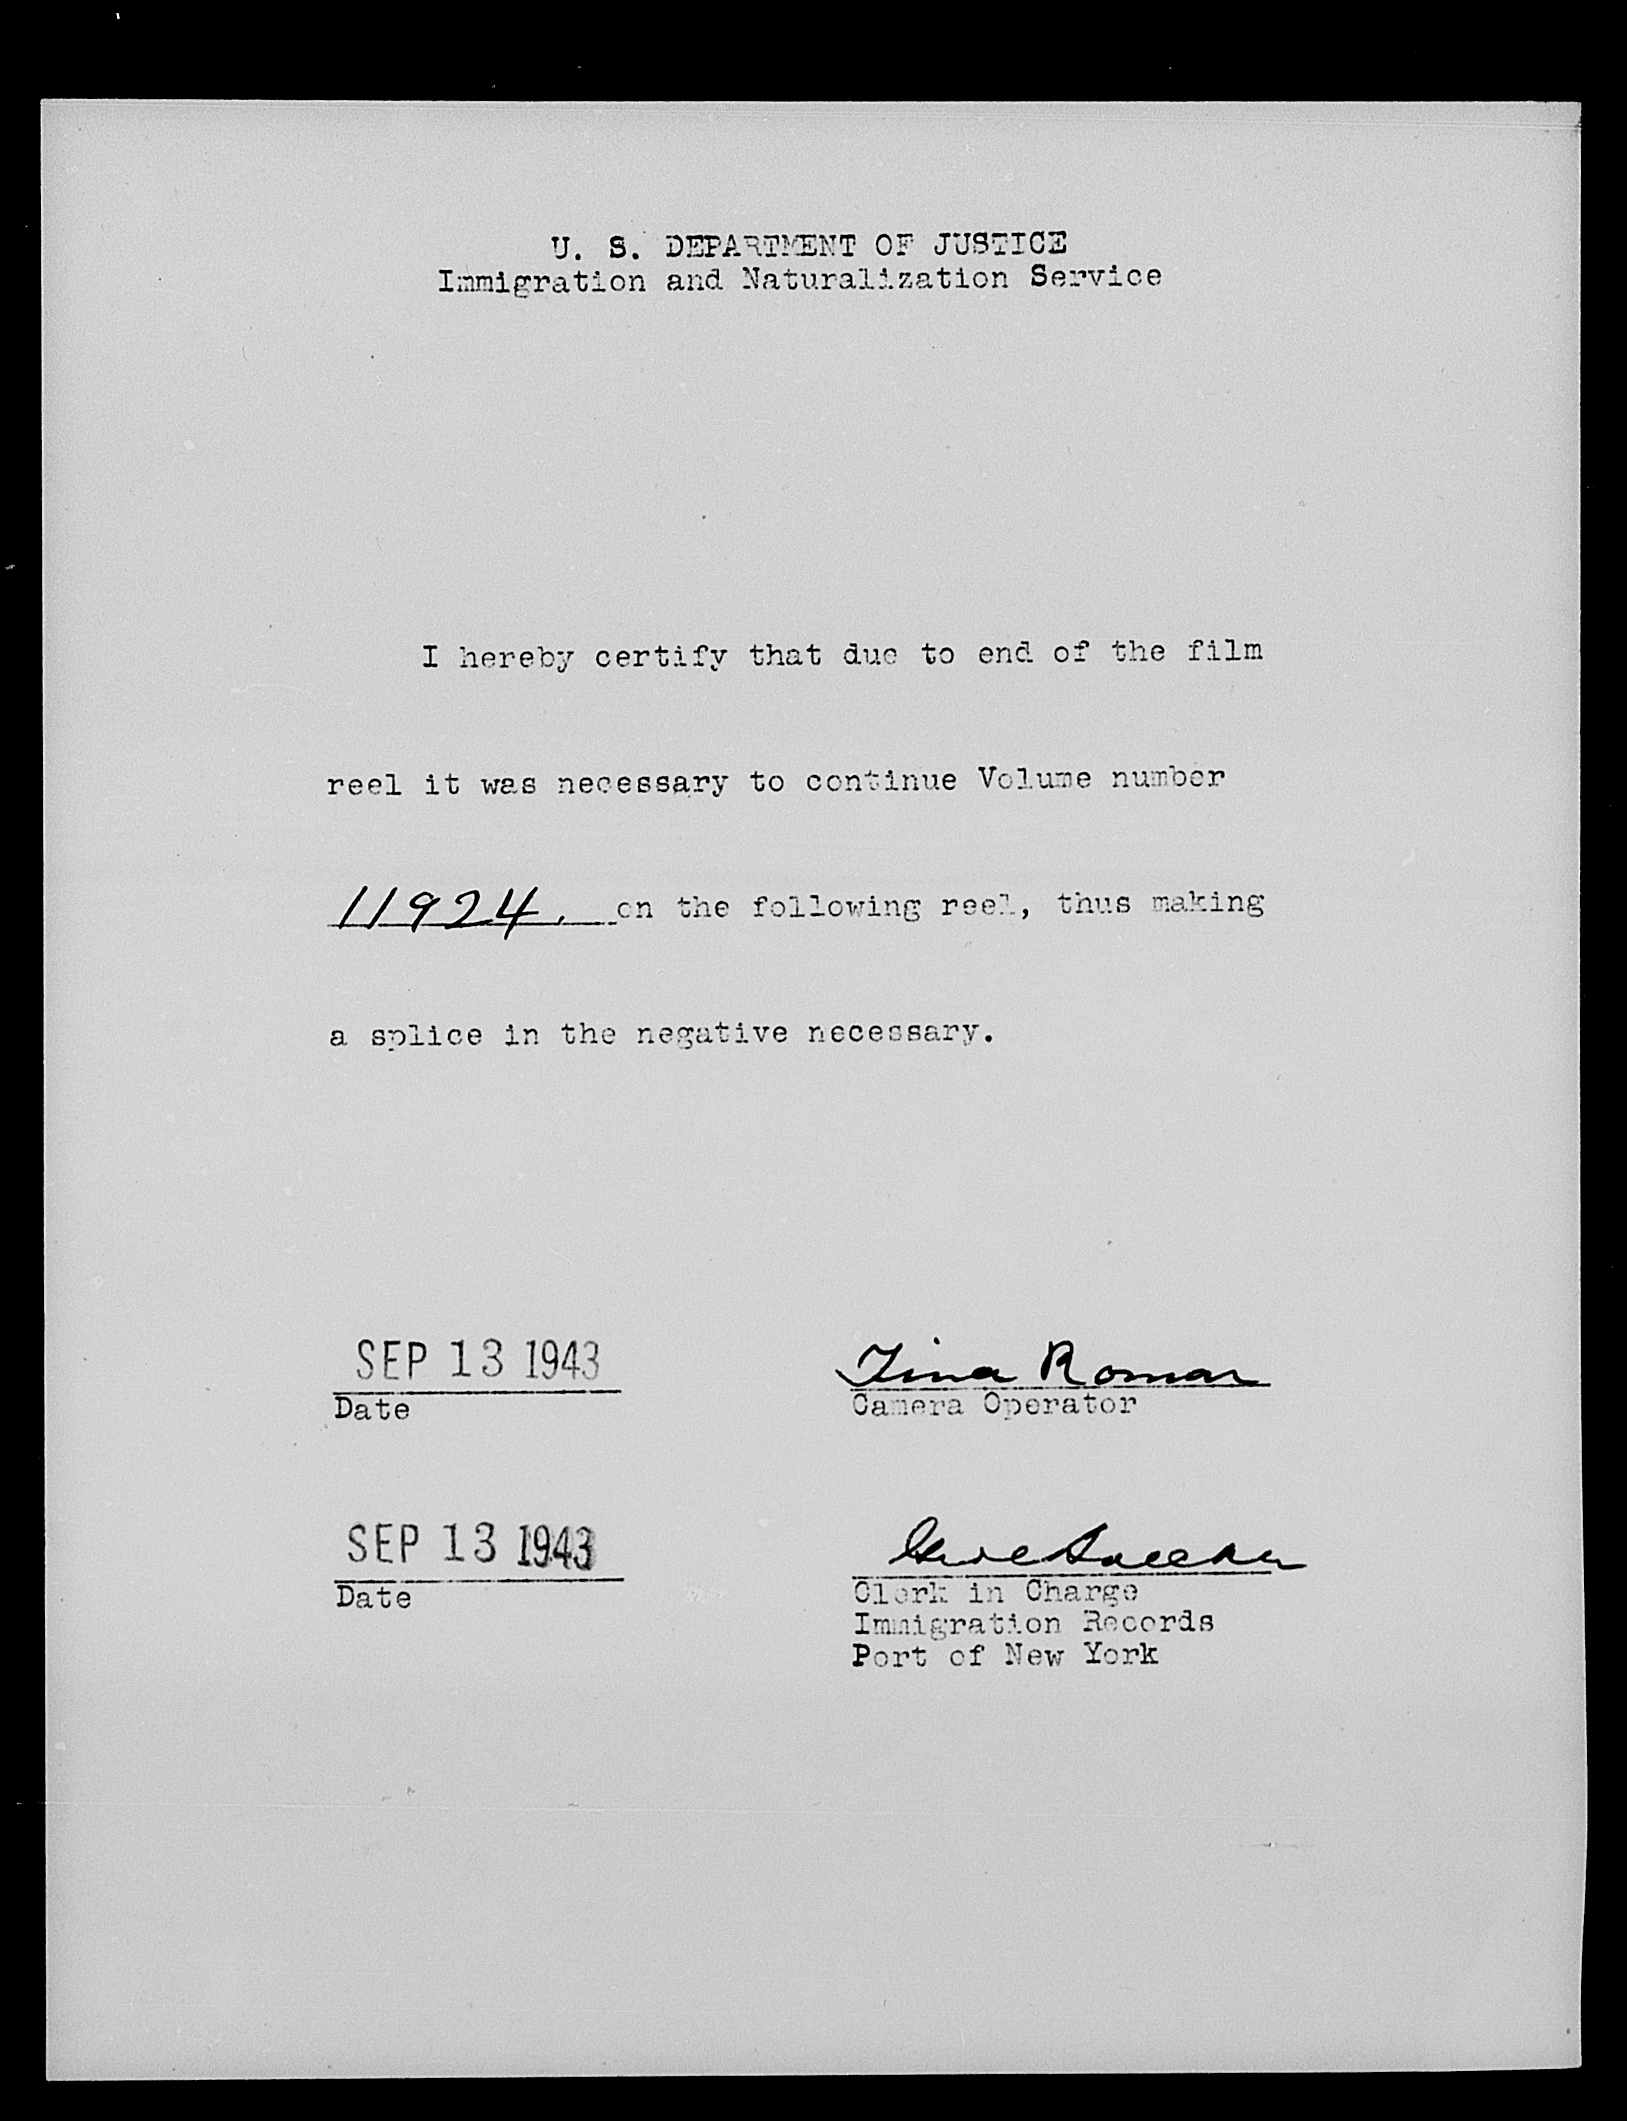 U. S. DEPARTMENT OF JUSTICE
Immigration and Naturalization Service
I hereby certify that due to end of the film
reel it was necessary to continue Volume number
11924. on the following reel, thus making
a splice in the negative necessary.
SEP 13 1943 Tina Roman
Date Camera Operator
SEP 13 1943
Date Clerk in Charge
Immigration Records
Port of New York